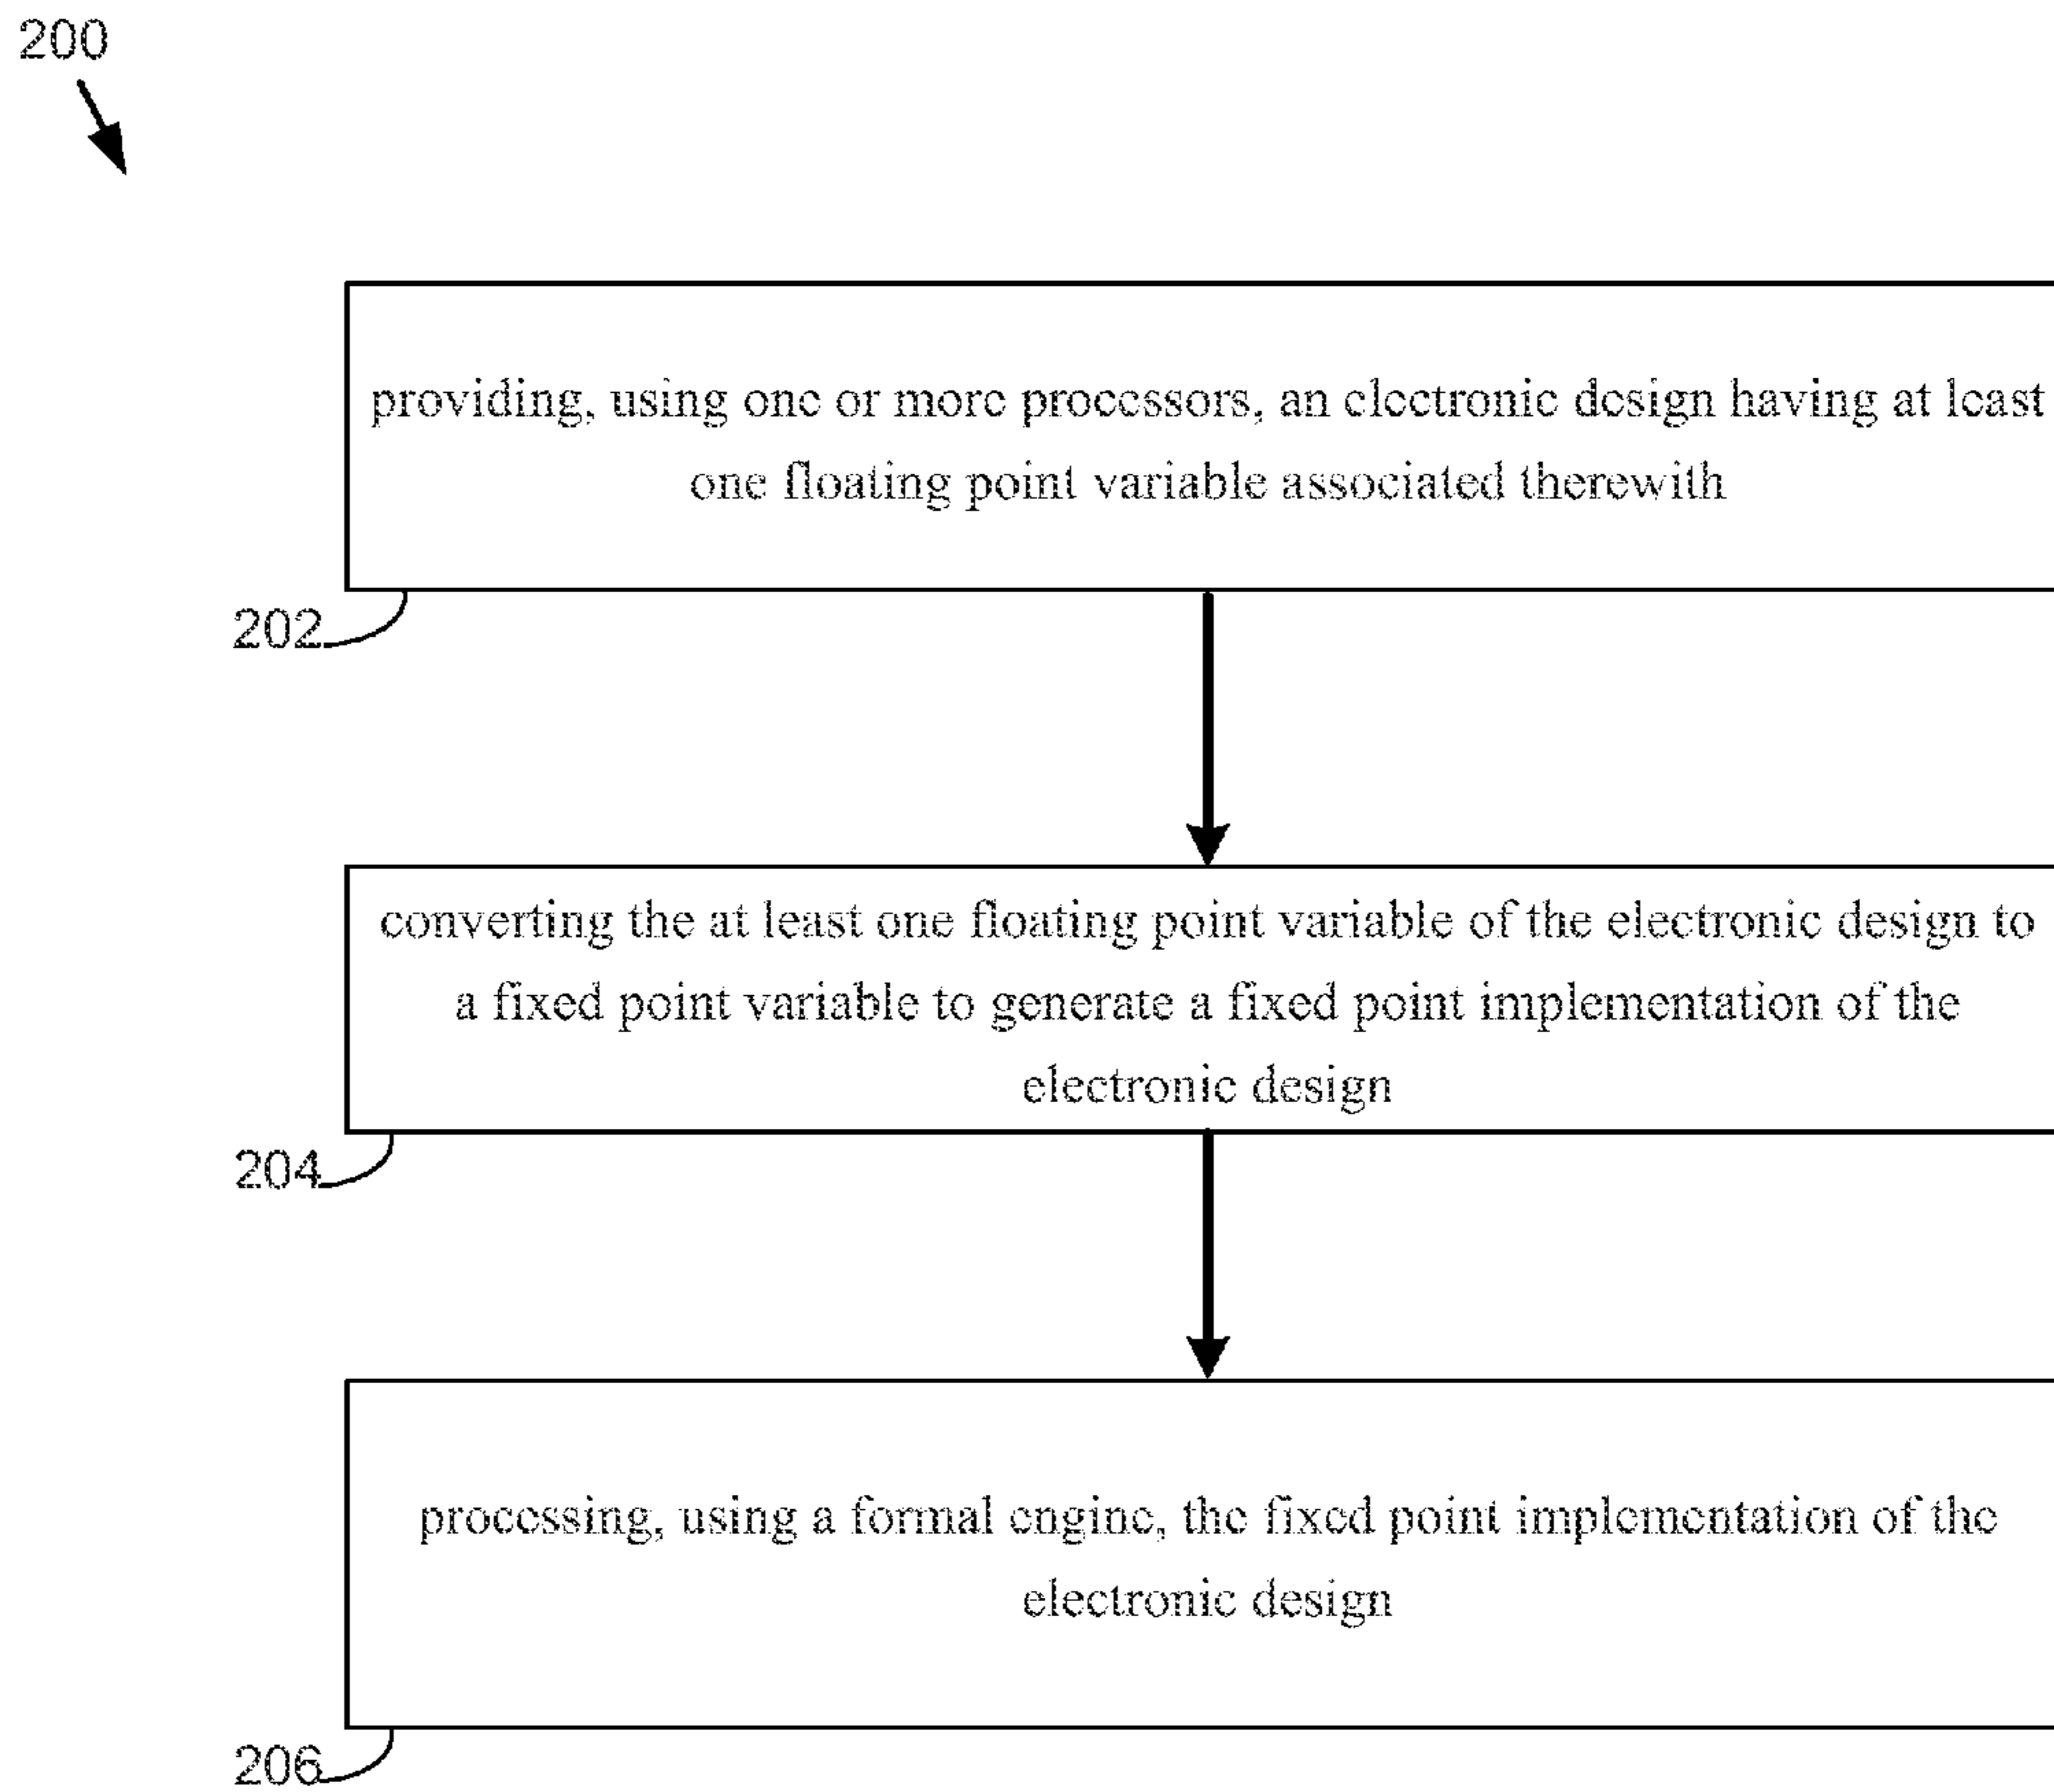 200
providing, using one or more processors, an electronic design having at least
one floating point variable associated therewith
202
converting the at least one floating point variable of the electronic design to
a fixed point variable to generate a fixed point implementation of the
electronic design
204
processing, using a formal engine, the fixed point implementation of the
electronic design
206